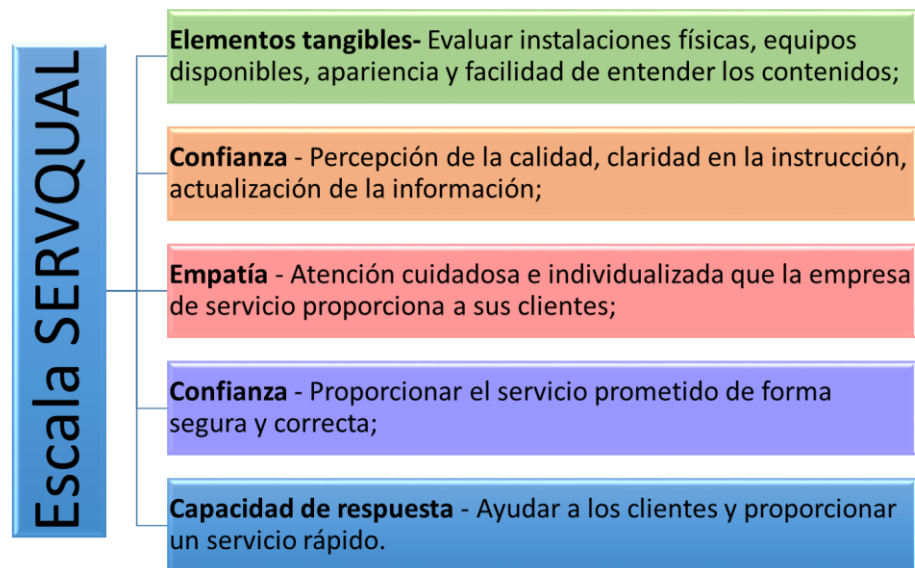 Escala SERVQUAL
Elementos tangibles- Evaluar instalaciones físicas, equipos
disponibles, apariencia y facilidad de entender los contenidos;
Confianza - Percepción de la calidad, claridad en la instrucción,
actualización de la información;
Empatía - Atención cuidadosa e individualizada que la empresa
de servicio proporciona a sus clientes;
Confianza - Proporcionar el servicio prometido de forma
segura y correcta;
Capacidad de respuesta - Ayudar a los clientes y proporcionar
un servicio rápido.